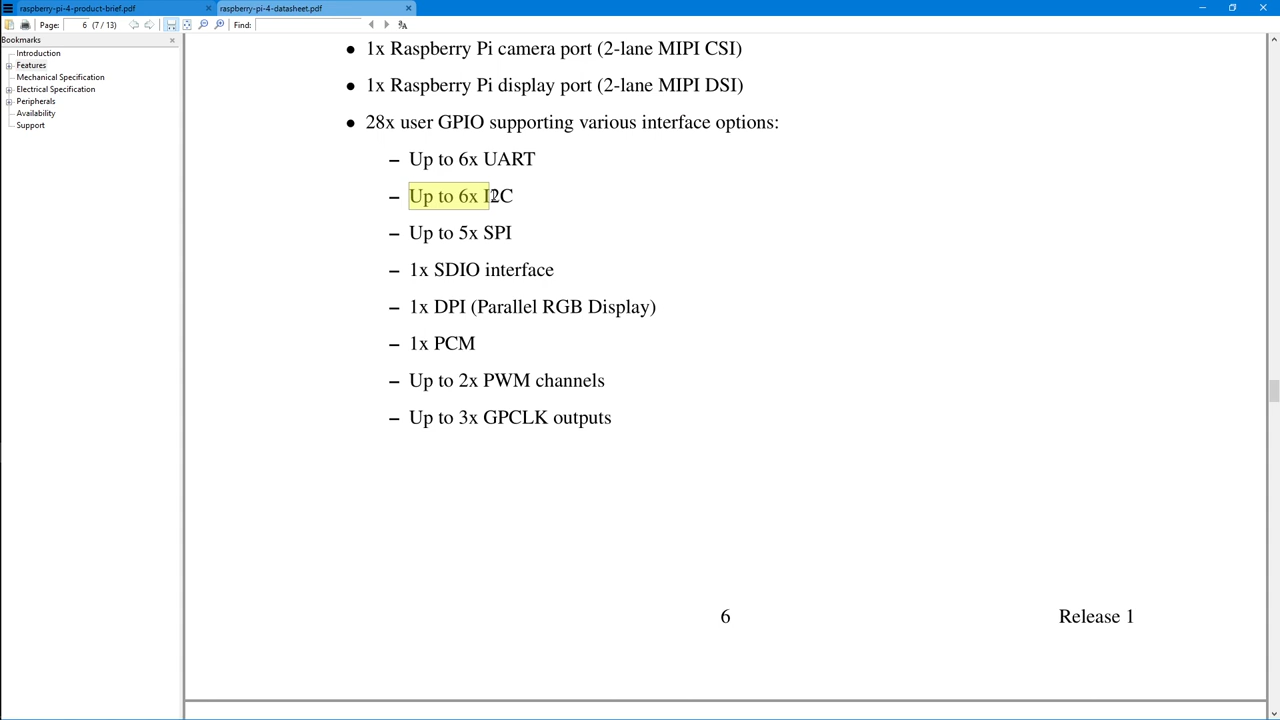 raspberry-pi-4-product-brief.pdf
raspberry-pi-4-datasheet.pdf
Page: 6 (7 / 13)
Find:
Bookmarks
Introduction
Features
Mechanical Specification
Electrical Specification
Peripherals
Availability
Support
• 1x Raspberry Pi camera port (2-lane MIPI CSI)
• 1x Raspberry Pi display port (2-lane MIPI DSI)
• 28x user GPIO supporting various interface options:
– Up to 6x UART
– Up to 6x I2C
– Up to 5x SPI
– 1x SDIO interface
– 1x DPI (Parallel RGB Display)
– 1x PCM
– Up to 2x PWM channels
– Up to 3x GPCLK outputs
6
Release 1